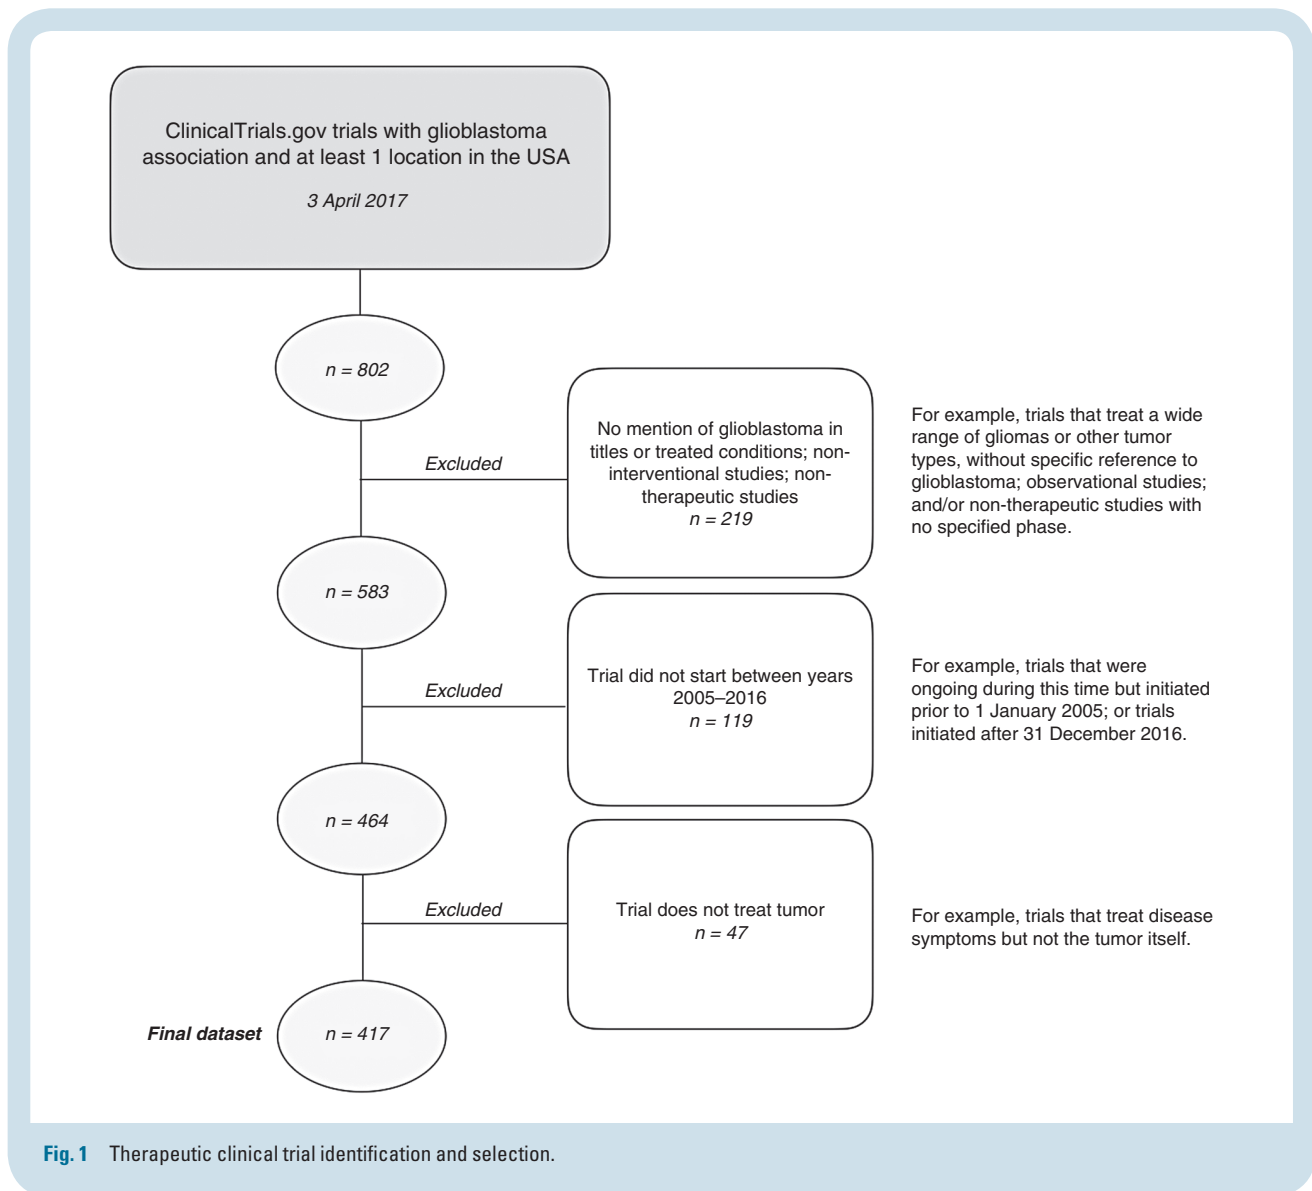 ClinicalTrials.gov trials with glioblastoma
association and at least 1 location in the USA
3 April 2017
n = 802
Excluded
No mention of glioblastoma in
titles or treated conditions; non-
interventional studies; non-
therapeutic studies
n = 219
For example, trials that treat a wide
range of gliomas or other tumor
types, without specific reference to
glioblastoma; observational studies;
and/or non-therapeutic studies with
no specified phase.
n = 583
Excluded
Trial did not start between years
2005–2016
n = 119
For example, trials that were
ongoing during this time but initiated
prior to 1 January 2005; or trials
initiated after 31 December 2016.
n = 464
Excluded
Trial does not treat tumor
n = 47
For example, trials that treat disease
symptoms but not the tumor itself.
Final dataset
n = 417
Fig. 1 Therapeutic clinical trial identification and selection.